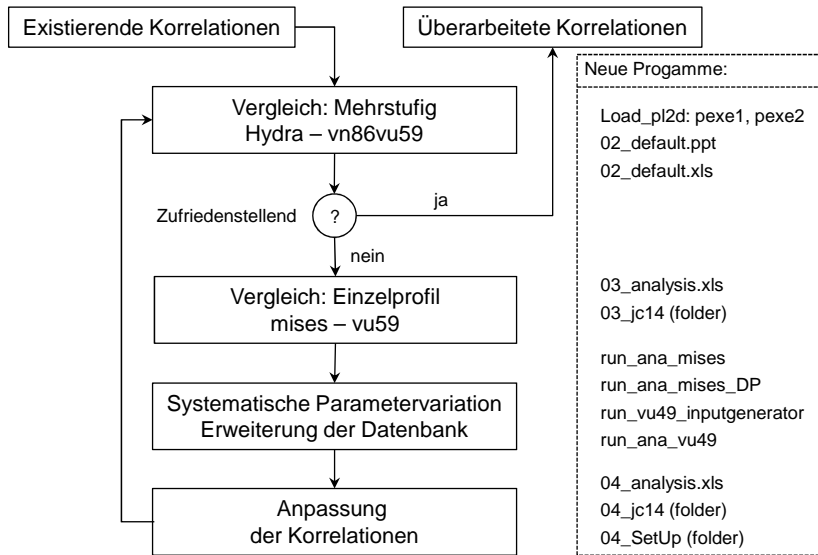 Existierende Korrelationen
Überarbeitete Korrelationen
Vergleich: Mehrstufig
Hydra – vn86vu59
Zufriedenstellend
?
ja
nein
Vergleich: Einzelprofil
mises – vu59
Systematische Parametervariation
Erweiterung der Datenbank
Anpassung
der Korrelationen
Neue Progamme:
Load_pl2d: pexe1, pexe2
02_default.ppt
02_default.xls
03_analysis.xls
03_jc14 (folder)
run_ana_mises
run_ana_mises_DP
run_vu49_inputgenerator
run_ana_vu49
04_analysis.xls
04_jc14 (folder)
04_SetUp (folder)